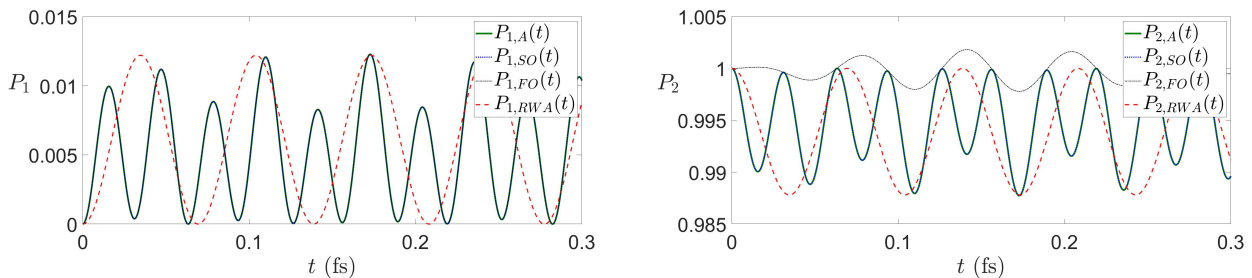 0.015
0.01
0.005
0
P₁
0
0.1
0.2
0.3
t (fs)
P₁,A(t)
P₁,SO(t)
P₁,FO(t)
P₁,RWA(t)
1.005
1
0.995
0.99
0.985
P₂
0
0.1
0.2
0.3
t (fs)
P₂,A(t)
P₂,SO(t)
P₂,FO(t)
P₂,RWA(t)